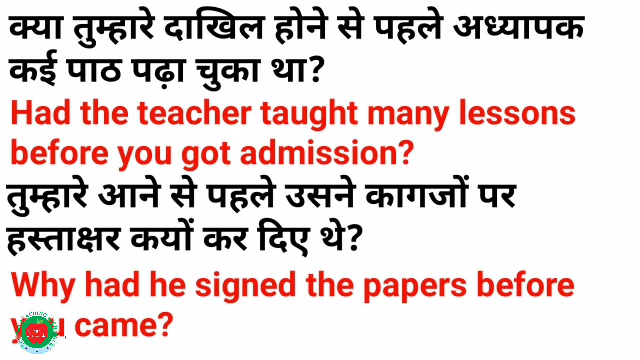 क्या तुम्हारे दाखिल होने से पहले अध्यापक
कई पाठ पढ़ा चुका था?
Had the teacher taught many lessons
before you got admission?
तुम्हारे आने से पहले उसने कागजों पर
हस्ताक्षर कयों कर दिए थे?
Why had he signed the papers before
you came?